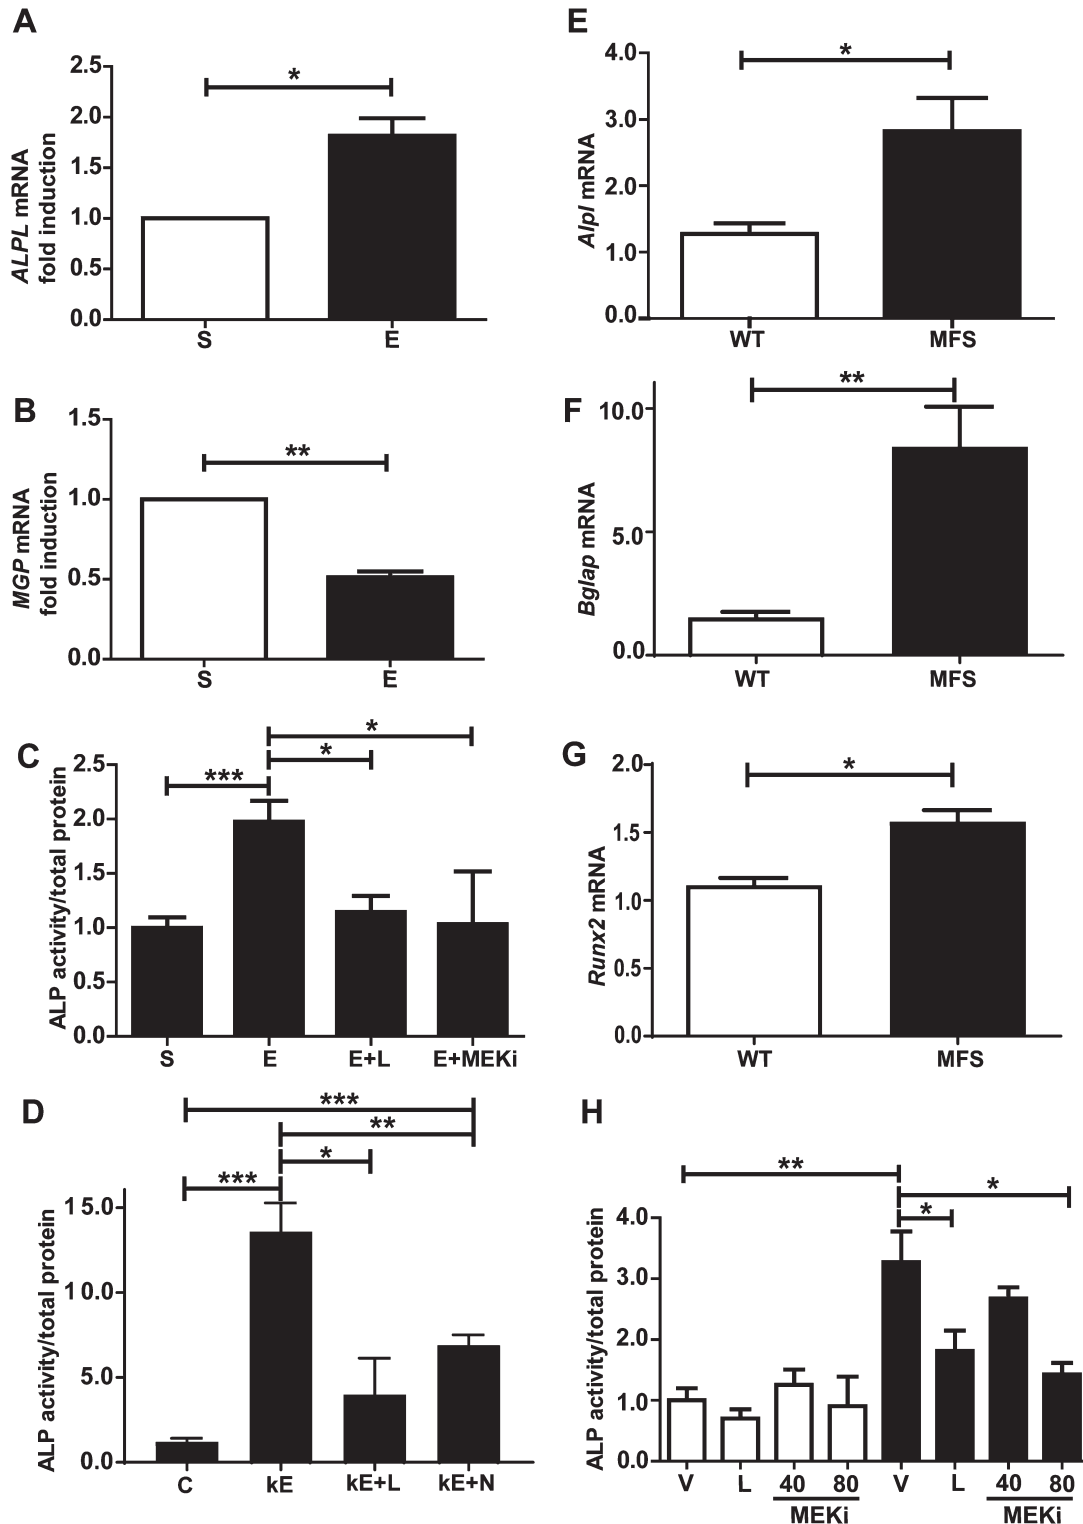 A
ALPL mRNA
fold induction
2.5
2.0
1.5
1.0
0.5
0.0
*
S E
B
MGP mRNA
fold induction
1.5
1.0
0.5
0.0
**
S E
C
ALP activity/total protein
2.5
2.0
1.5
1.0
0.5
0.0
*
*
***
S E E+L E+MEKi
D
ALP activity/total protein
15.0
10.0
5.0
0.0
***
**
*
***
C kE kE+L kE+N
E
Alpl mRNA
4.0
3.0
2.0
1.0
0.0
*
WT MFS
F
Bglap mRNA
10.0
5.0
0.0
**
WT MFS
G
Runx2 mRNA
2.0
1.5
1.0
0.5
0.0
*
WT MFS
H
ALP activity/total protein
4.0
3.0
2.0
1.0
0.0
**
*
*
V L 40 80 V L 40 80
MEKi MEKi